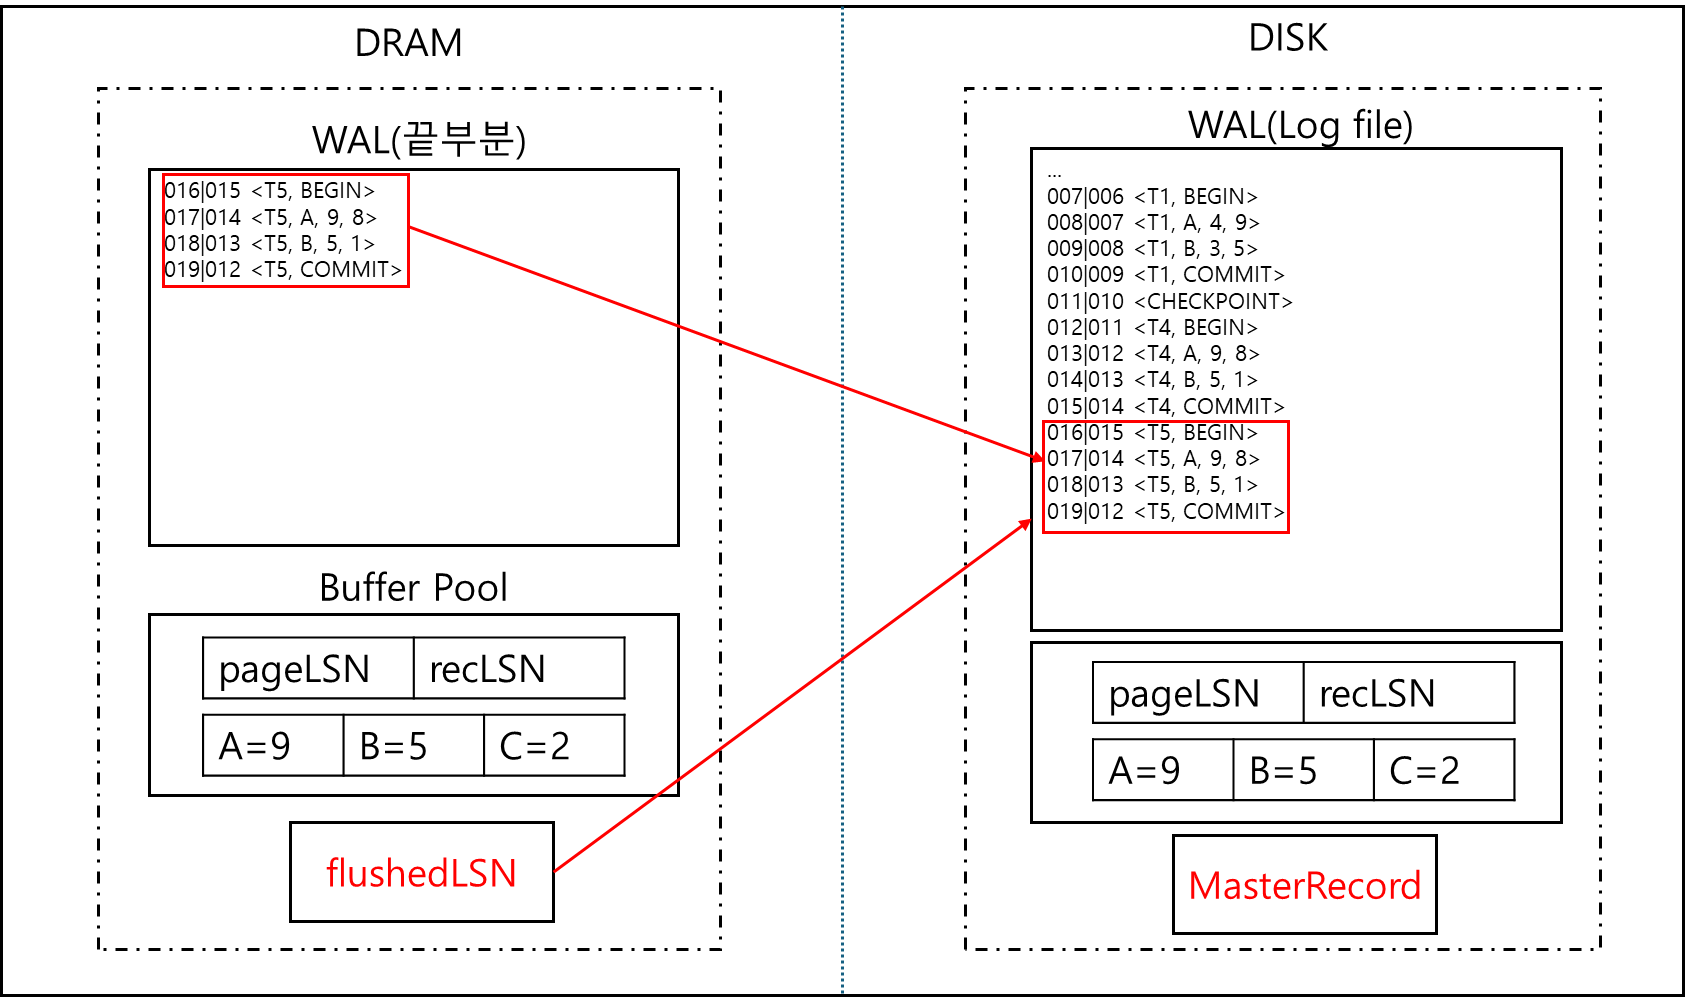 DRAM
WAL(끝부분)
016|015 <T5, BEGIN>
017|014 <T5, A, 9, 8>
018|013 <T5, B, 5, 1>
019|012 <T5, COMMIT>
Buffer Pool
pageLSN recLSN
A=9 B=5 C=2
flushedLSN
DISK
WAL(Log file)
...
007|006 <T1, BEGIN>
008|007 <T1, A, 4, 9>
009|008 <T1, B, 3, 5>
010|009 <T1, COMMIT>
011|010 <CHECKPOINT>
012|011 <T4, BEGIN>
013|012 <T4, A, 9, 8>
014|013 <T4, B, 5, 1>
015|014 <T4, COMMIT>
016|015 <T5, BEGIN>
017|014 <T5, A, 9, 8>
018|013 <T5, B, 5, 1>
019|012 <T5, COMMIT>
pageLSN recLSN
A=9 B=5 C=2
MasterRecord